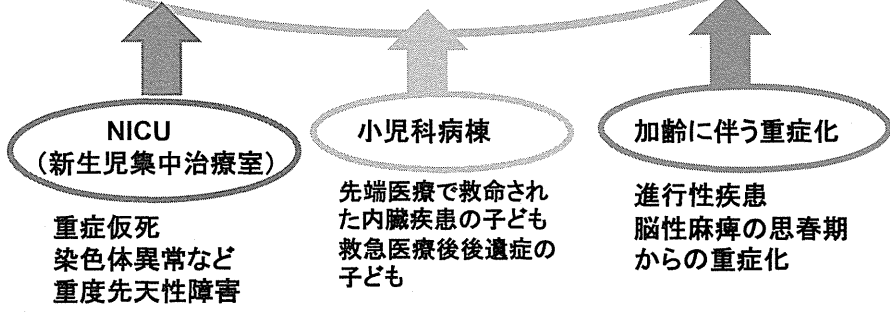 NICU
（新生児集中治療室）
重症仮死
染色体異常など
重度先天性障害
小児科病棟
先端医療で救命され
た内臓疾患の子ども
救急医療後後遺症の
子ども
加齢に伴う重症化
進行性疾患
脳性麻痺の思春期
からの重症化